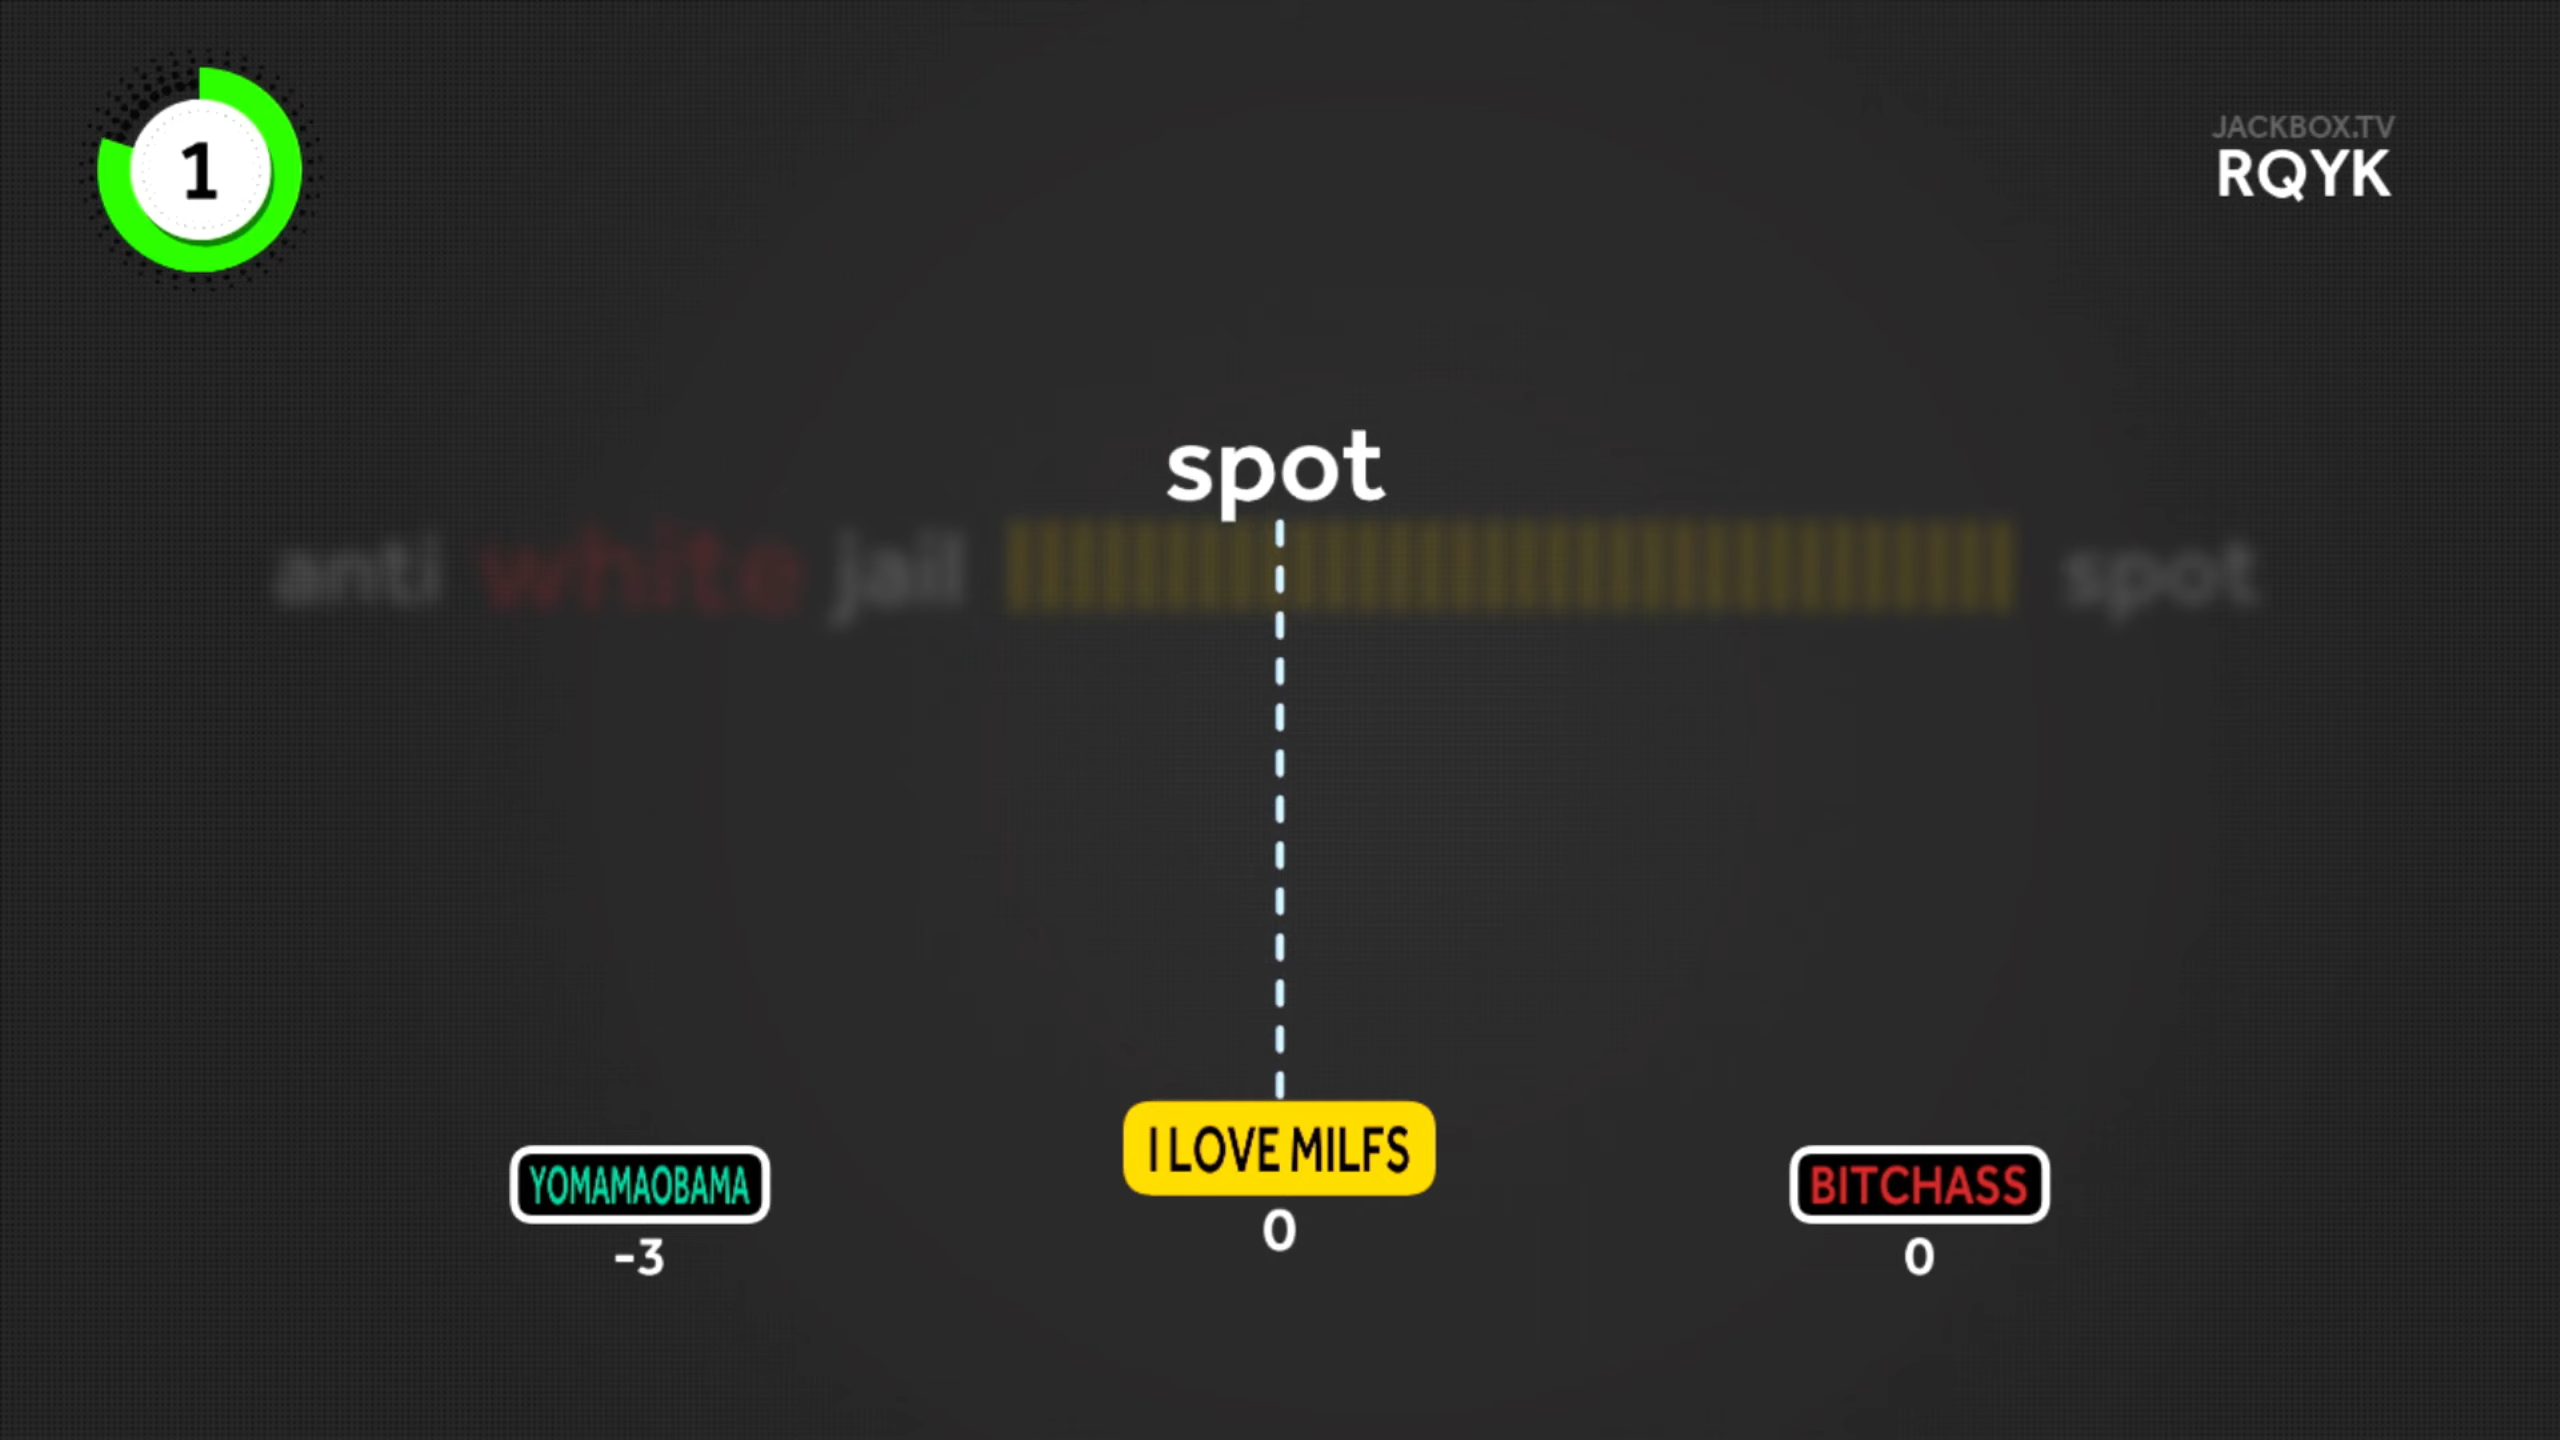 1
JACKBOX.TV
RQYK
spot
anti white jail spot
I LOVE MILFS
0
YOMAMAOBAMA
-3
BITCHASS
0